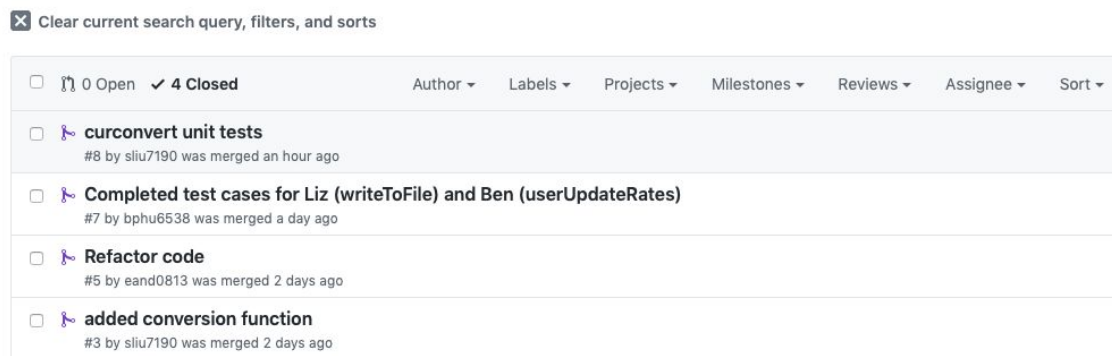 Clear current search query, filters, and sorts
0 Open 4 Closed Author Labels Projects Milestones Reviews Assignee Sort
curconvert unit tests
#8 by sliu7190 was merged an hour ago
Completed test cases for Liz (writeToFile) and Ben (userUpdateRates)
#7 by bphu6538 was merged a day ago
Refactor code
#5 by eand0813 was merged 2 days ago
added conversion function
#3 by sliu7190 was merged 2 days ago